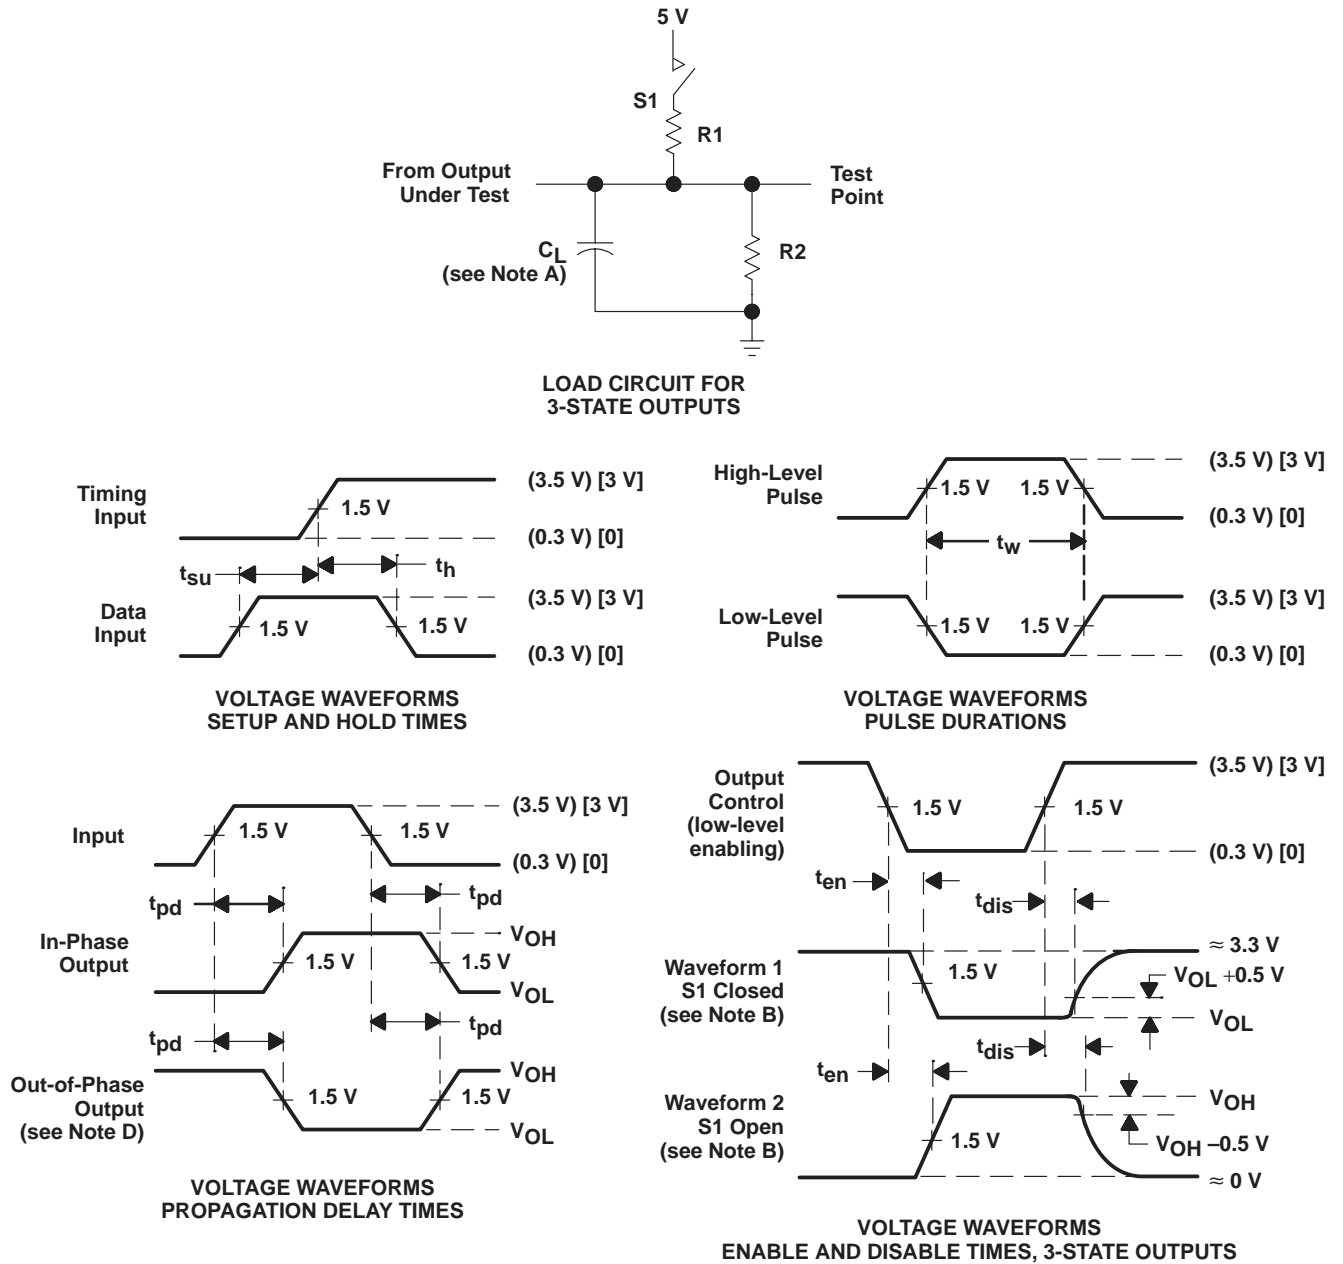 5 V
S1
R1
From Output
Under Test
Test
Point
CL
(see Note A)
R2
LOAD CIRCUIT FOR
3-STATE OUTPUTS
Timing
Input
1.5 V
(3.5 V) [3 V]
(0.3 V) [0]
tsu
th
Data
Input
1.5 V
1.5 V
(3.5 V) [3 V]
(0.3 V) [0]
VOLTAGE WAVEFORMS
SETUP AND HOLD TIMES
High-Level
Pulse
1.5 V
1.5 V
(3.5 V) [3 V]
(0.3 V) [0]
tw
Low-Level
Pulse
1.5 V
1.5 V
(3.5 V) [3 V]
(0.3 V) [0]
VOLTAGE WAVEFORMS
PULSE DURATIONS
Input
1.5 V
1.5 V
(3.5 V) [3 V]
(0.3 V) [0]
tpd
tpd
In-Phase
Output
1.5 V
1.5 V
VOH
VOL
tpd
tpd
Out-of-Phase
Output
(see Note D)
1.5 V
1.5 V
VOH
VOL
VOLTAGE WAVEFORMS
PROPAGATION DELAY TIMES
Output
Control
(low-level
enabling)
1.5 V
1.5 V
(3.5 V) [3 V]
(0.3 V) [0]
ten
tdis
Waveform 1
S1 Closed
(see Note B)
1.5 V
≈ 3.3 V
VOL +0.5 V
VOL
ten
tdis
Waveform 2
S1 Open
(see Note B)
1.5 V
VOH
VOH –0.5 V
≈ 0 V
VOLTAGE WAVEFORMS
ENABLE AND DISABLE TIMES, 3-STATE OUTPUTS